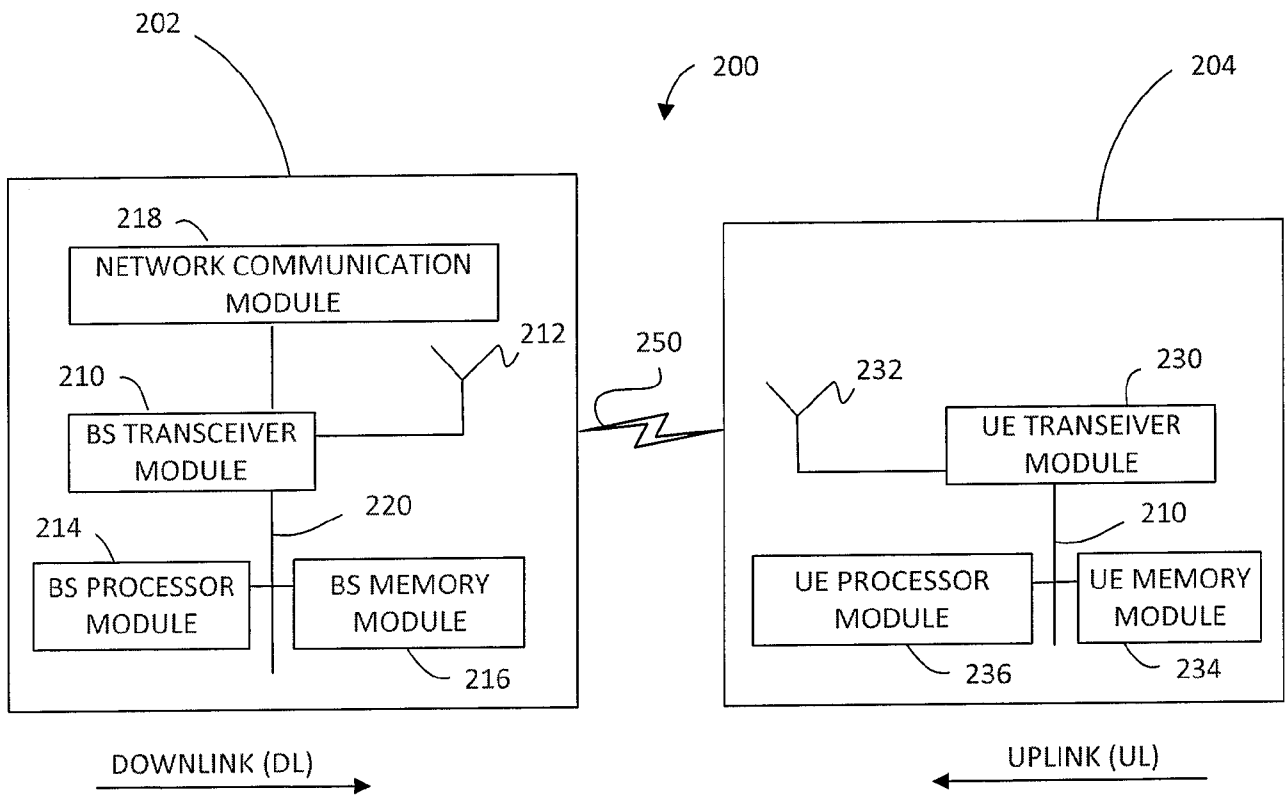 202
200
204
218
NETWORK COMMUNICATION
MODULE
212
250
232
230
210
BS TRANSCEIVER
MODULE
UE TRANSEIVER
MODULE
220
210
214
BS PROCESSOR
MODULE
BS MEMORY
MODULE
UE PROCESSOR
MODULE
UE MEMORY
MODULE
216
236
234
DOWNLINK (DL)
UPLINK (UL)